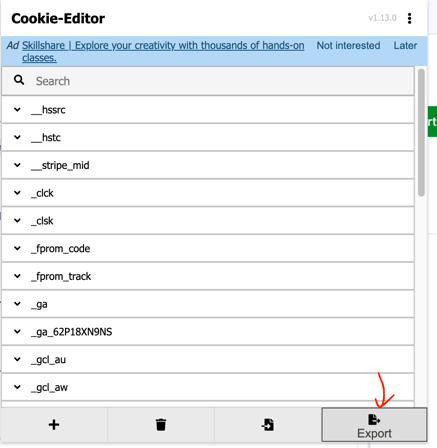 Cookie-Editor
v1.13.0
Ad Skillshare | Explore your creativity with thousands of hands-on classes.
Not interested
Later
Search
__hssrc
__hstc
__stripe_mid
_clck
_clsk
_fprom_code
_fprom_track
_ga
_ga_62P18XN9NS
_gcl_au
_gcl_aw
Export